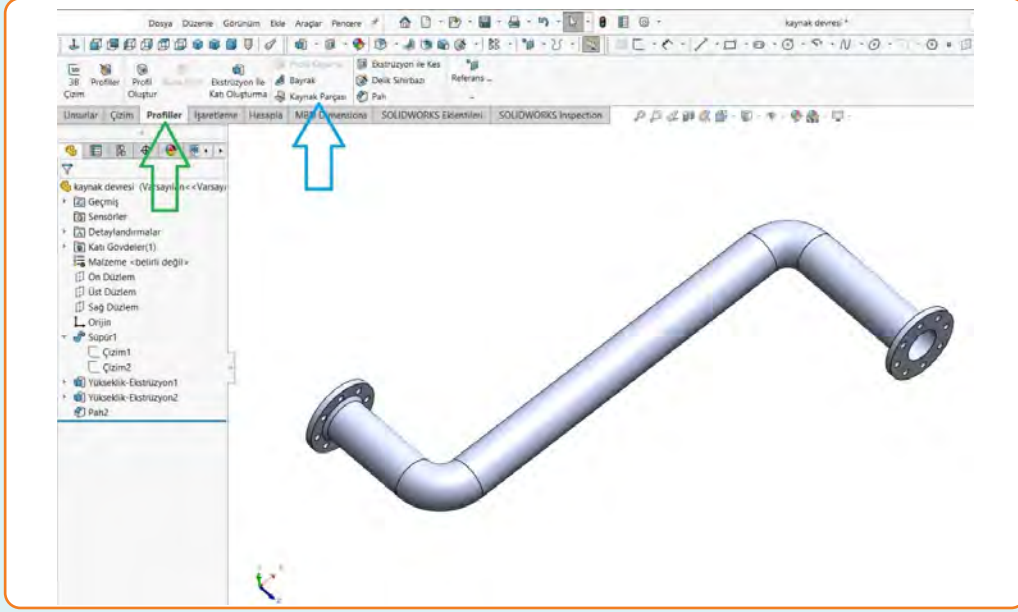 Dosya Düzenle Görünüm Ekle Araçlar Pencere
kaynak devresi *
3B Çizim
Profiller
Profil Oluştur
Ekstrüzyon ile Katı Oluşturma
Bayrak
Kaynak Parçası
Ekstrüzyon ile Kes
Delik Sihirbazı
Pah
Referans ...
Unsurlar Çizim Profiller İşaretleme Hesapla MBD Dimensions SOLIDWORKS Eklentileri SOLIDWORKS Inspection
kaynak devresi (Varsayılan<<Varsayı
Geçmiş
Sensörler
Detaylandırmalar
Katı Gövdeler(1)
Malzeme <belirli değil>
Ön Düzlem
Üst Düzlem
Sağ Düzlem
Orijin
Süpür1
Çizim1
Çizim2
Yükseklik-Ekstrüzyon1
Yükseklik-Ekstrüzyon2
Pah2